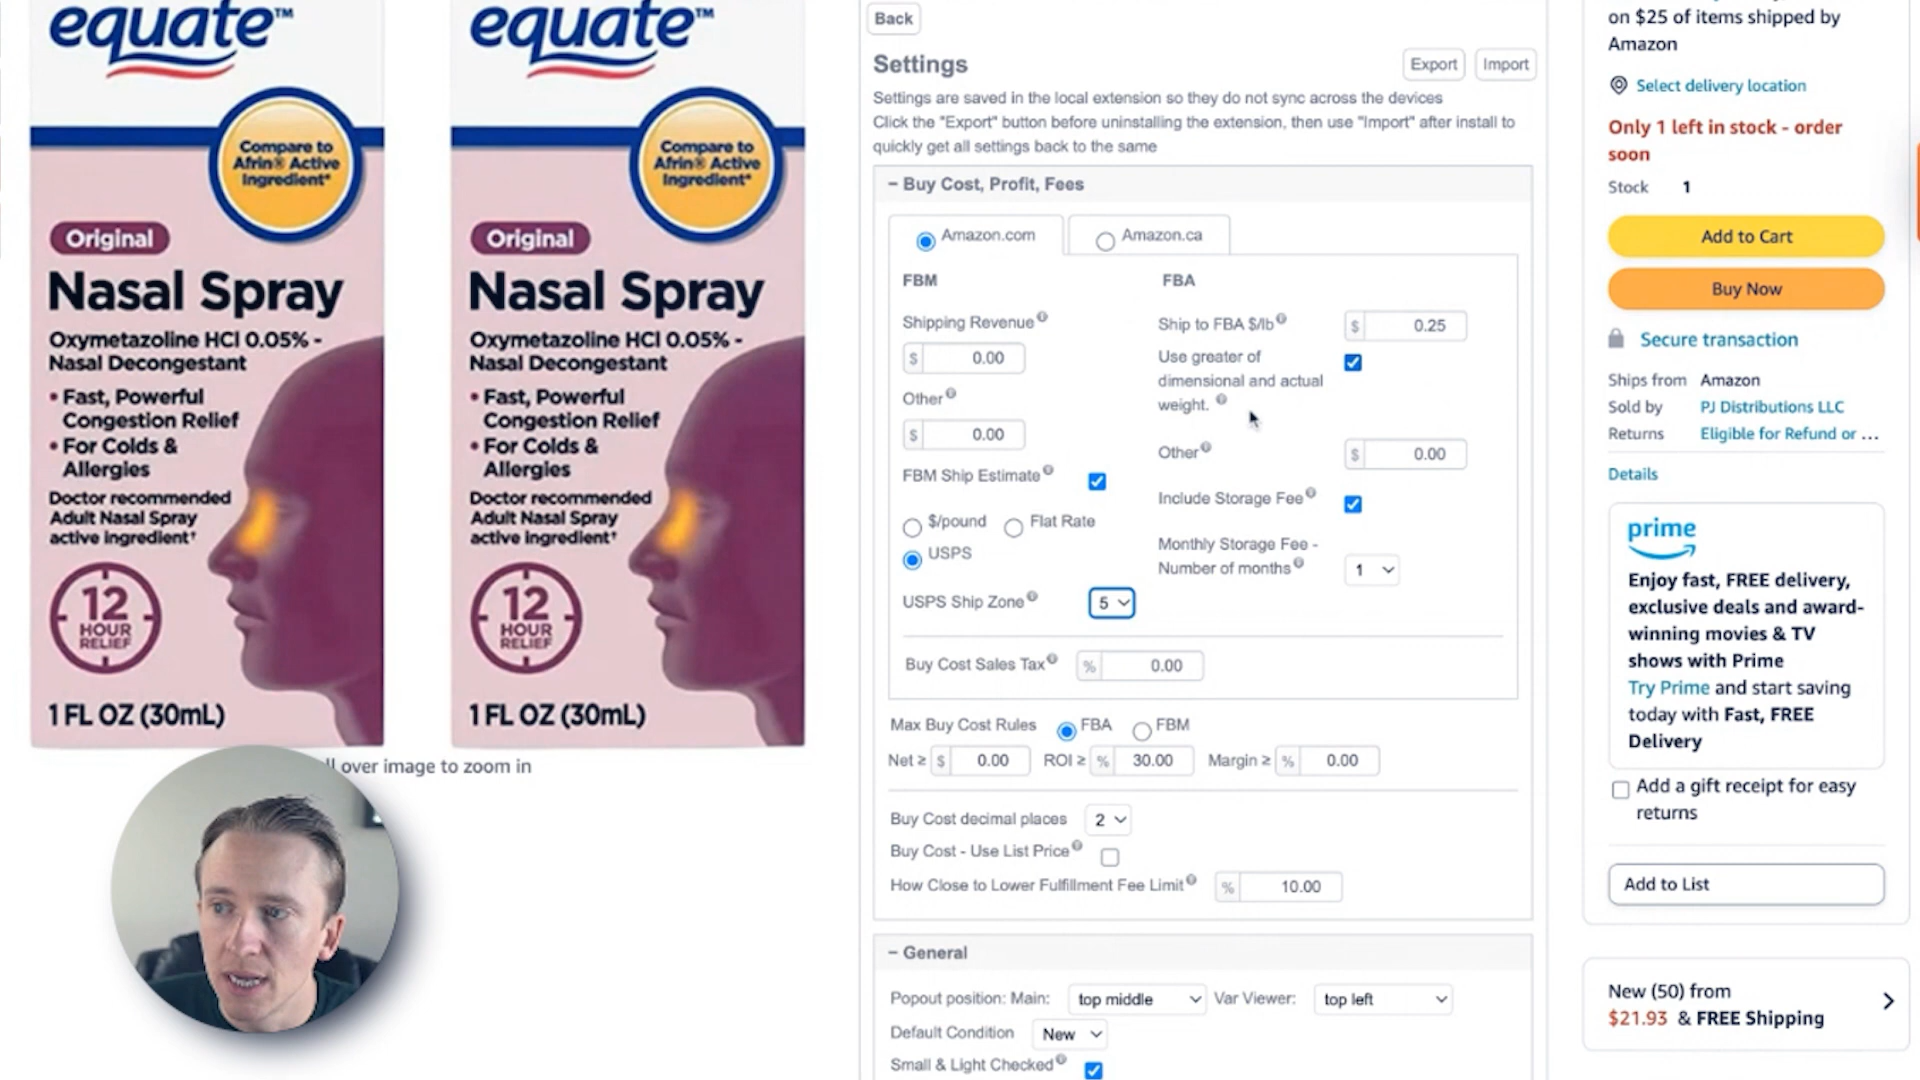 equate™
Compare to
Afrin® Active
Ingredient*
Original
Nasal Spray
Oxymetazoline HCl 0.05% -
Nasal Decongestant
• Fast, Powerful
Congestion Relief
• For Colds &
Allergies
Doctor recommended
Adult Nasal Spray
active ingredient†
12
HOUR
RELIEF
1 FL OZ (30mL)
equate™
Compare to
Afrin® Active
Ingredient*
Original
Nasal Spray
Oxymetazoline HCl 0.05% -
Nasal Decongestant
• Fast, Powerful
Congestion Relief
• For Colds &
Allergies
Doctor recommended
Adult Nasal Spray
active ingredient†
12
HOUR
RELIEF
1 FL OZ (30mL)
over image to zoom in
Back
Settings
Export Import
Settings are saved in the local extension so they do not sync across the devices
Click the "Export" button before uninstalling the extension, then use "Import" after install to
quickly get all settings back to the same
– Buy Cost, Profit, Fees
Amazon.com Amazon.ca
FBM
Shipping Revenue
$ 0.00
Other
$ 0.00
FBM Ship Estimate
$/pound Flat Rate
USPS
USPS Ship Zone 5
FBA
Ship to FBA $/lb $ 0.25
Use greater of
dimensional and actual
weight.
Other $ 0.00
Include Storage Fee
Monthly Storage Fee -
Number of months 1
Buy Cost Sales Tax % 0.00
Max Buy Cost Rules FBA FBM
Net ≥ $ 0.00 ROI ≥ % 30.00 Margin ≥ % 0.00
Buy Cost decimal places 2
Buy Cost - Use List Price
How Close to Lower Fulfillment Fee Limit % 10.00
– General
Popout position: Main: top middle Var Viewer: top left
Default Condition New
Small & Light Checked
on $25 of items shipped by
Amazon
Select delivery location
Only 1 left in stock - order
soon
Stock 1
Add to Cart
Buy Now
Secure transaction
Ships from Amazon
Sold by PJ Distributions LLC
Returns Eligible for Refund or ...
Details
prime
Enjoy fast, FREE delivery,
exclusive deals and award-
winning movies & TV
shows with Prime
Try Prime and start saving
today with Fast, FREE
Delivery
Add a gift receipt for easy
returns
Add to List
New (50) from
$21.93 & FREE Shipping